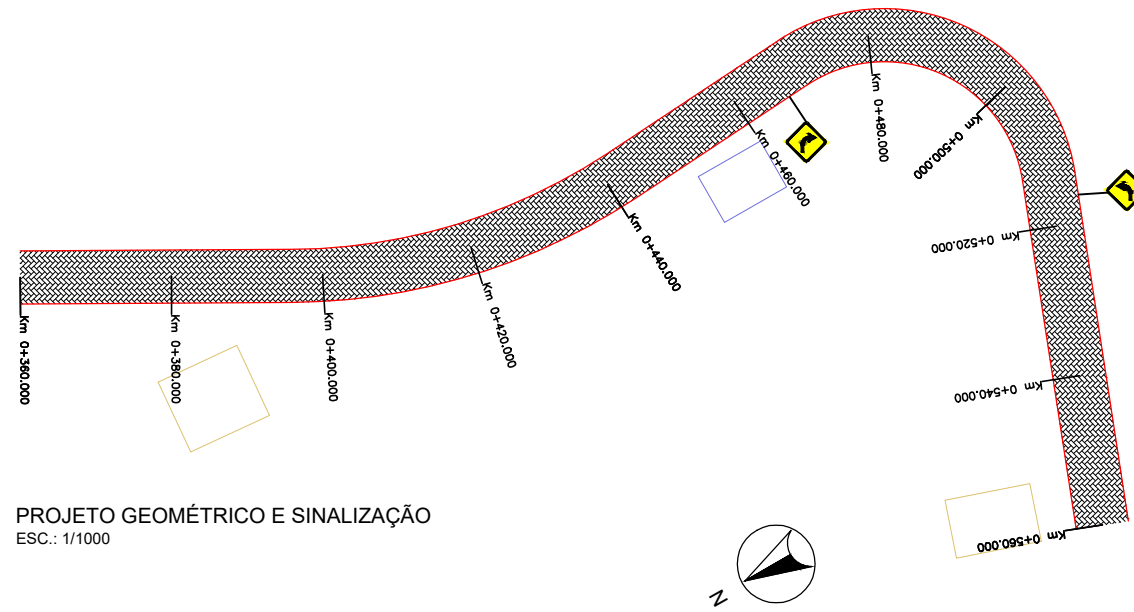 Km 0+360.000
Km 0+380.000
Km 0+400.000
Km 0+420.000
Km 0+440.000
Km 0+460.000
Km 0+480.000
Km 0+500.000
Km 0+520.000
Km 0+540.000
Km 0+560.000
PROJETO GEOMÉTRICO E SINALIZAÇÃO
ESC.: 1/1000
N